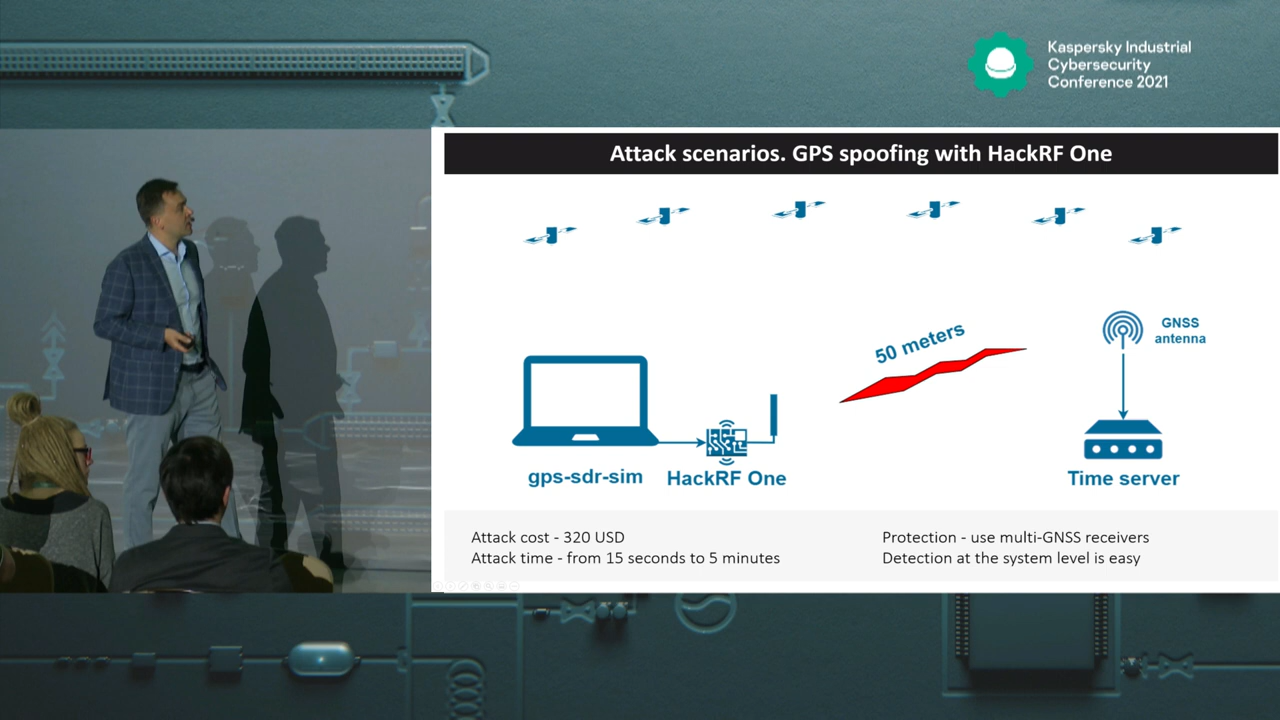 Kaspersky Industrial
Cybersecurity
Conference 2021
Attack scenarios. GPS spoofing with HackRF One
50 meters
GNSS
antenna
gps-sdr-sim
HackRF One
Time server
Attack cost - 320 USD
Attack time - from 15 seconds to 5 minutes
Protection - use multi-GNSS receivers
Detection at the system level is easy